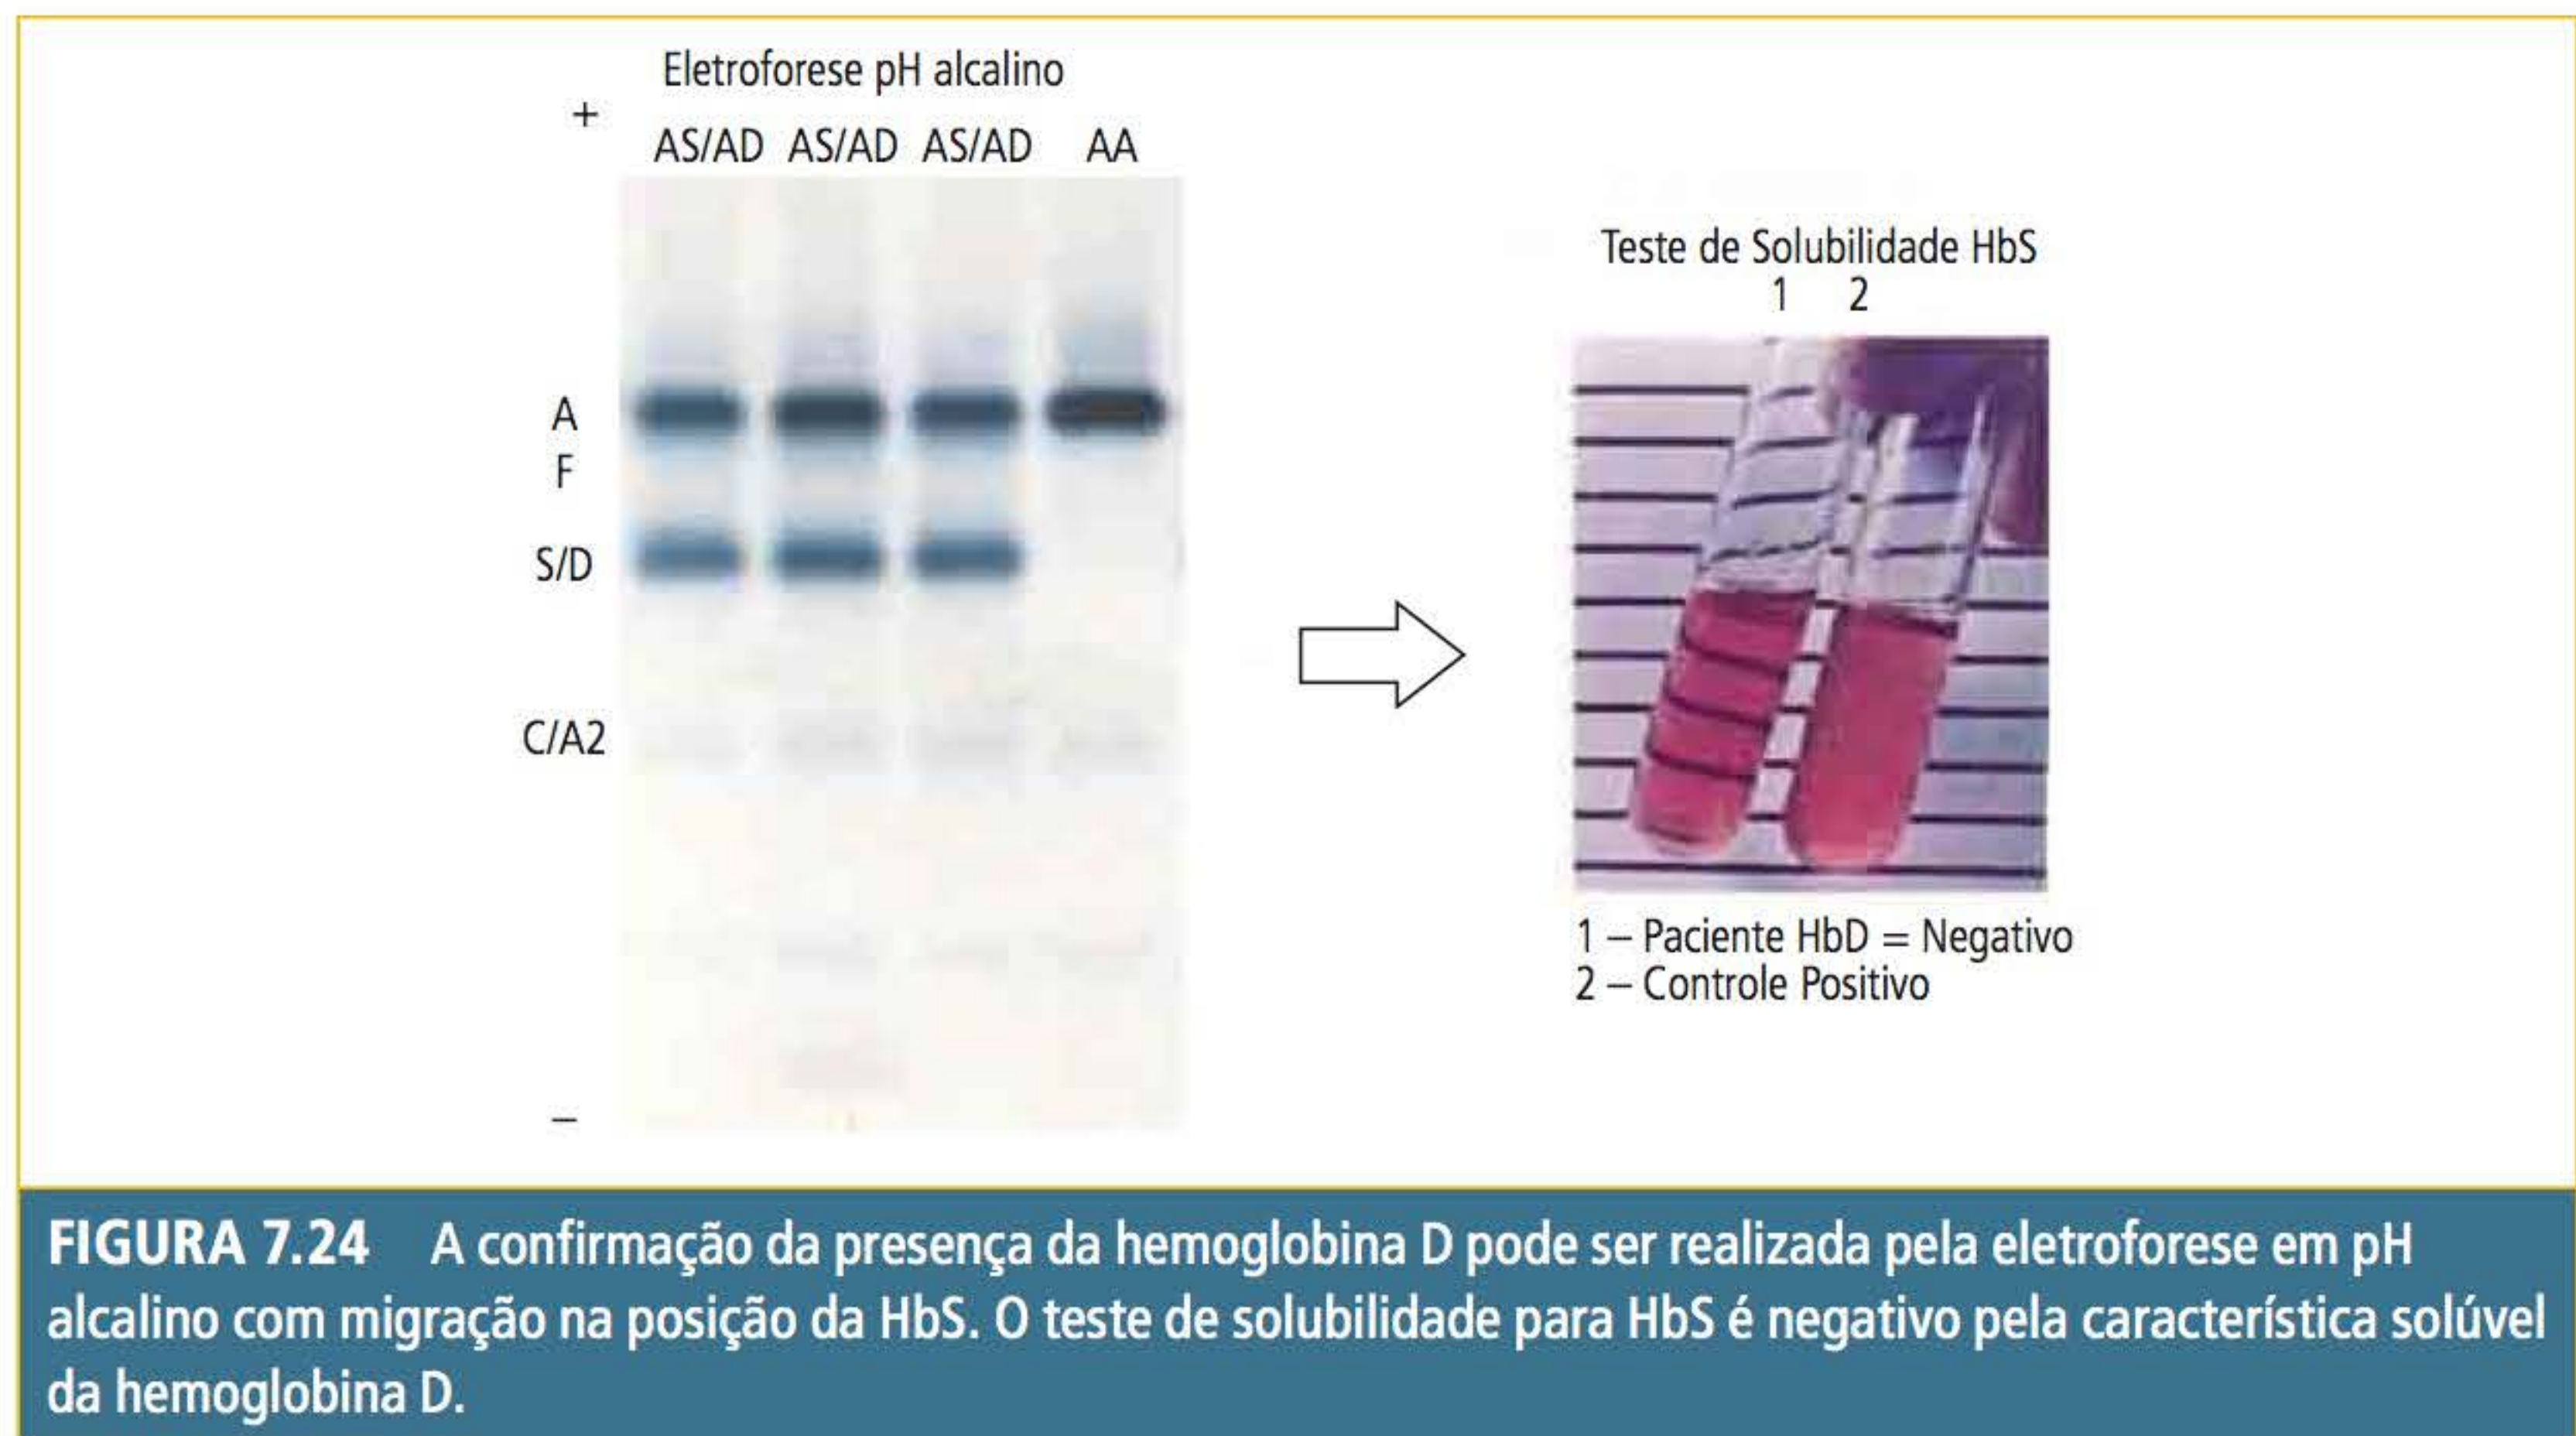 Eletroforese pH alcalino
+
AS/AD AS/AD AS/AD AA
A
F
S/D
C/A2
–
Teste de Solubilidade HbS
1 2
1 – Paciente HbD = Negativo
2 – Controle Positivo
FIGURA 7.24 A confirmação da presença da hemoglobina D pode ser realizada pela eletroforese em pH
alcalino com migração na posição da HbS. O teste de solubilidade para HbS é negativo pela característica solúvel
da hemoglobina D.